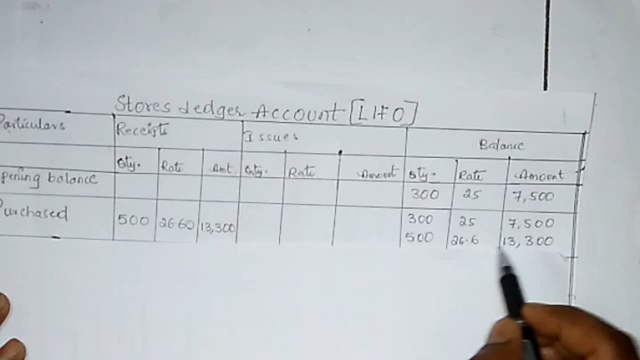 Stores Ledger Account [LIFO]
Particulars Receipts Issues Balance
Qty. Rate Amt Qty. Rate Amount Qty. Rate Amount
pening balance 300 25 7,500
Purchased 500 26.60 13,300 300 25 7,500
500 26.6 13,300